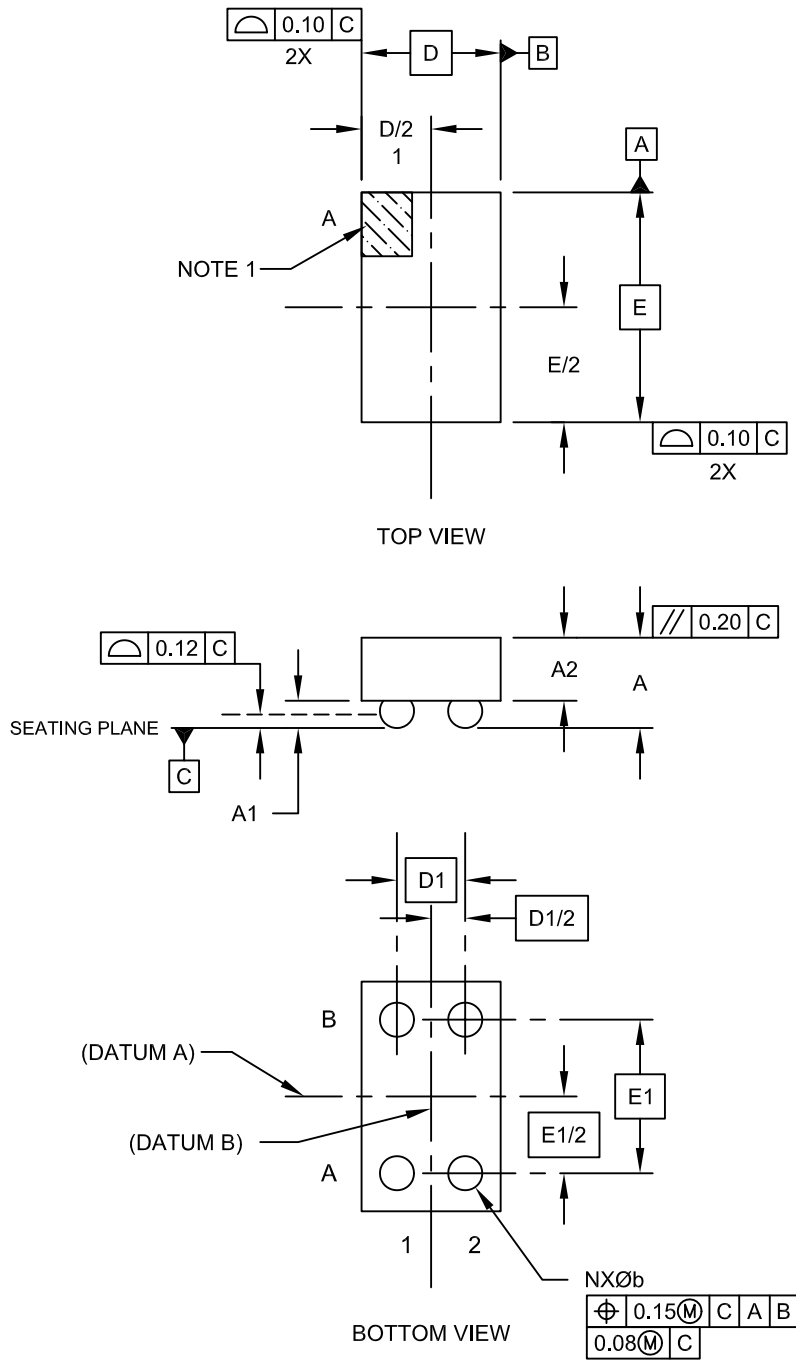 ⌓ 0.10 C
2X
D
B
D/2
1
A
A
NOTE 1
E
E/2
⌓ 0.10 C
2X
TOP VIEW
// 0.20 C
⌓ 0.12 C
A2
A
SEATING PLANE
C
A1
D1
D1/2
B
(DATUM A)
E1
(DATUM B)
E1/2
A
1 2
NXØb
⌖ 0.15Ⓜ C A B
0.08Ⓜ C
BOTTOM VIEW